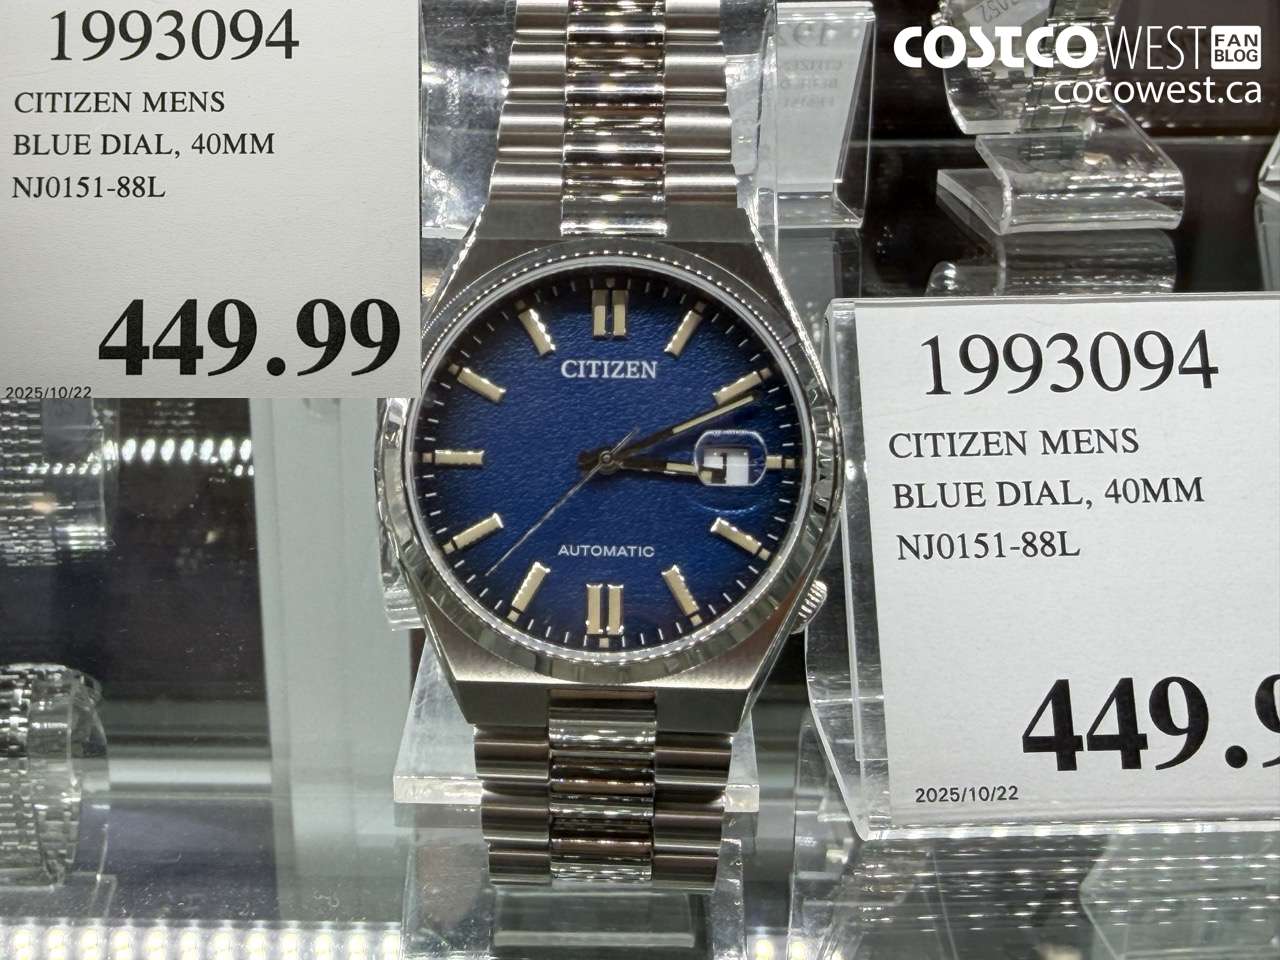 1993094
CITIZEN MENS
BLUE DIAL, 40MM
NJ0151-88L
449.99
2025/10/22
COSTCO WEST FAN BLOG
cocowest.ca
CITIZEN
AUTOMATIC
1993094
CITIZEN MENS
BLUE DIAL, 40MM
NJ0151-88L
449.9
2025/10/22